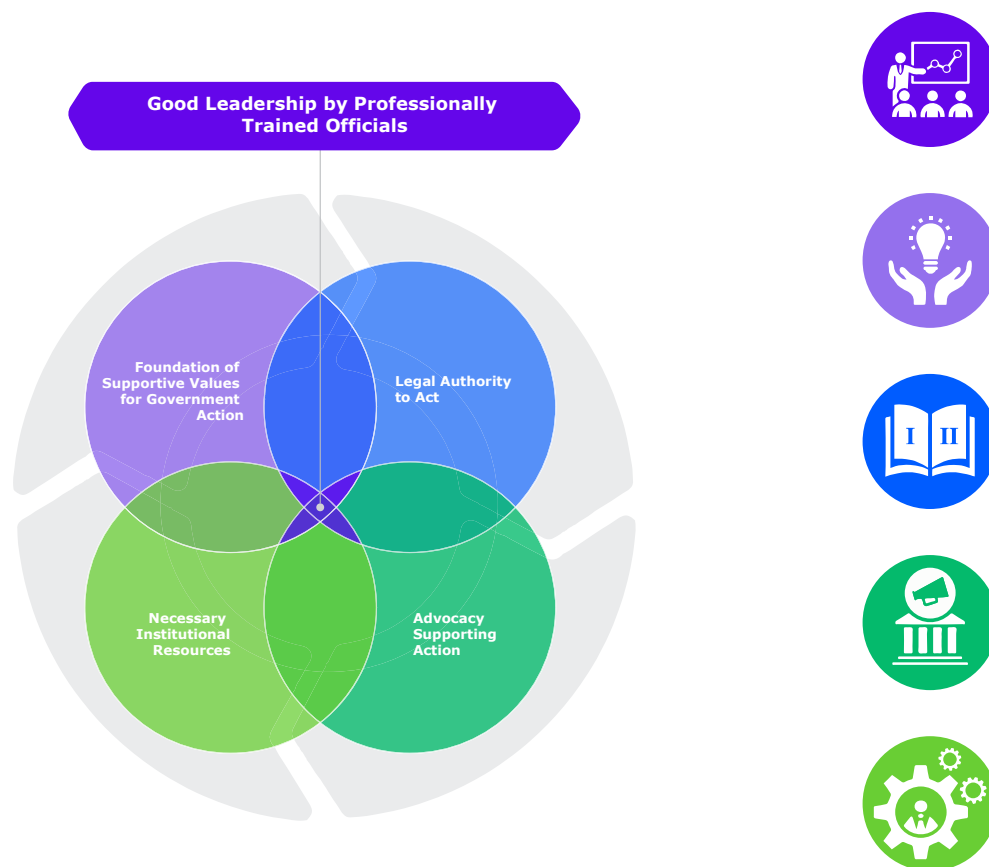 Good Leadership by Professionally
Trained Officials
Foundation of
Supportive Values
for Government
Action
Legal Authority
to Act
Necessary
Institutional
Resources
Advocacy
Supporting
Action
I II